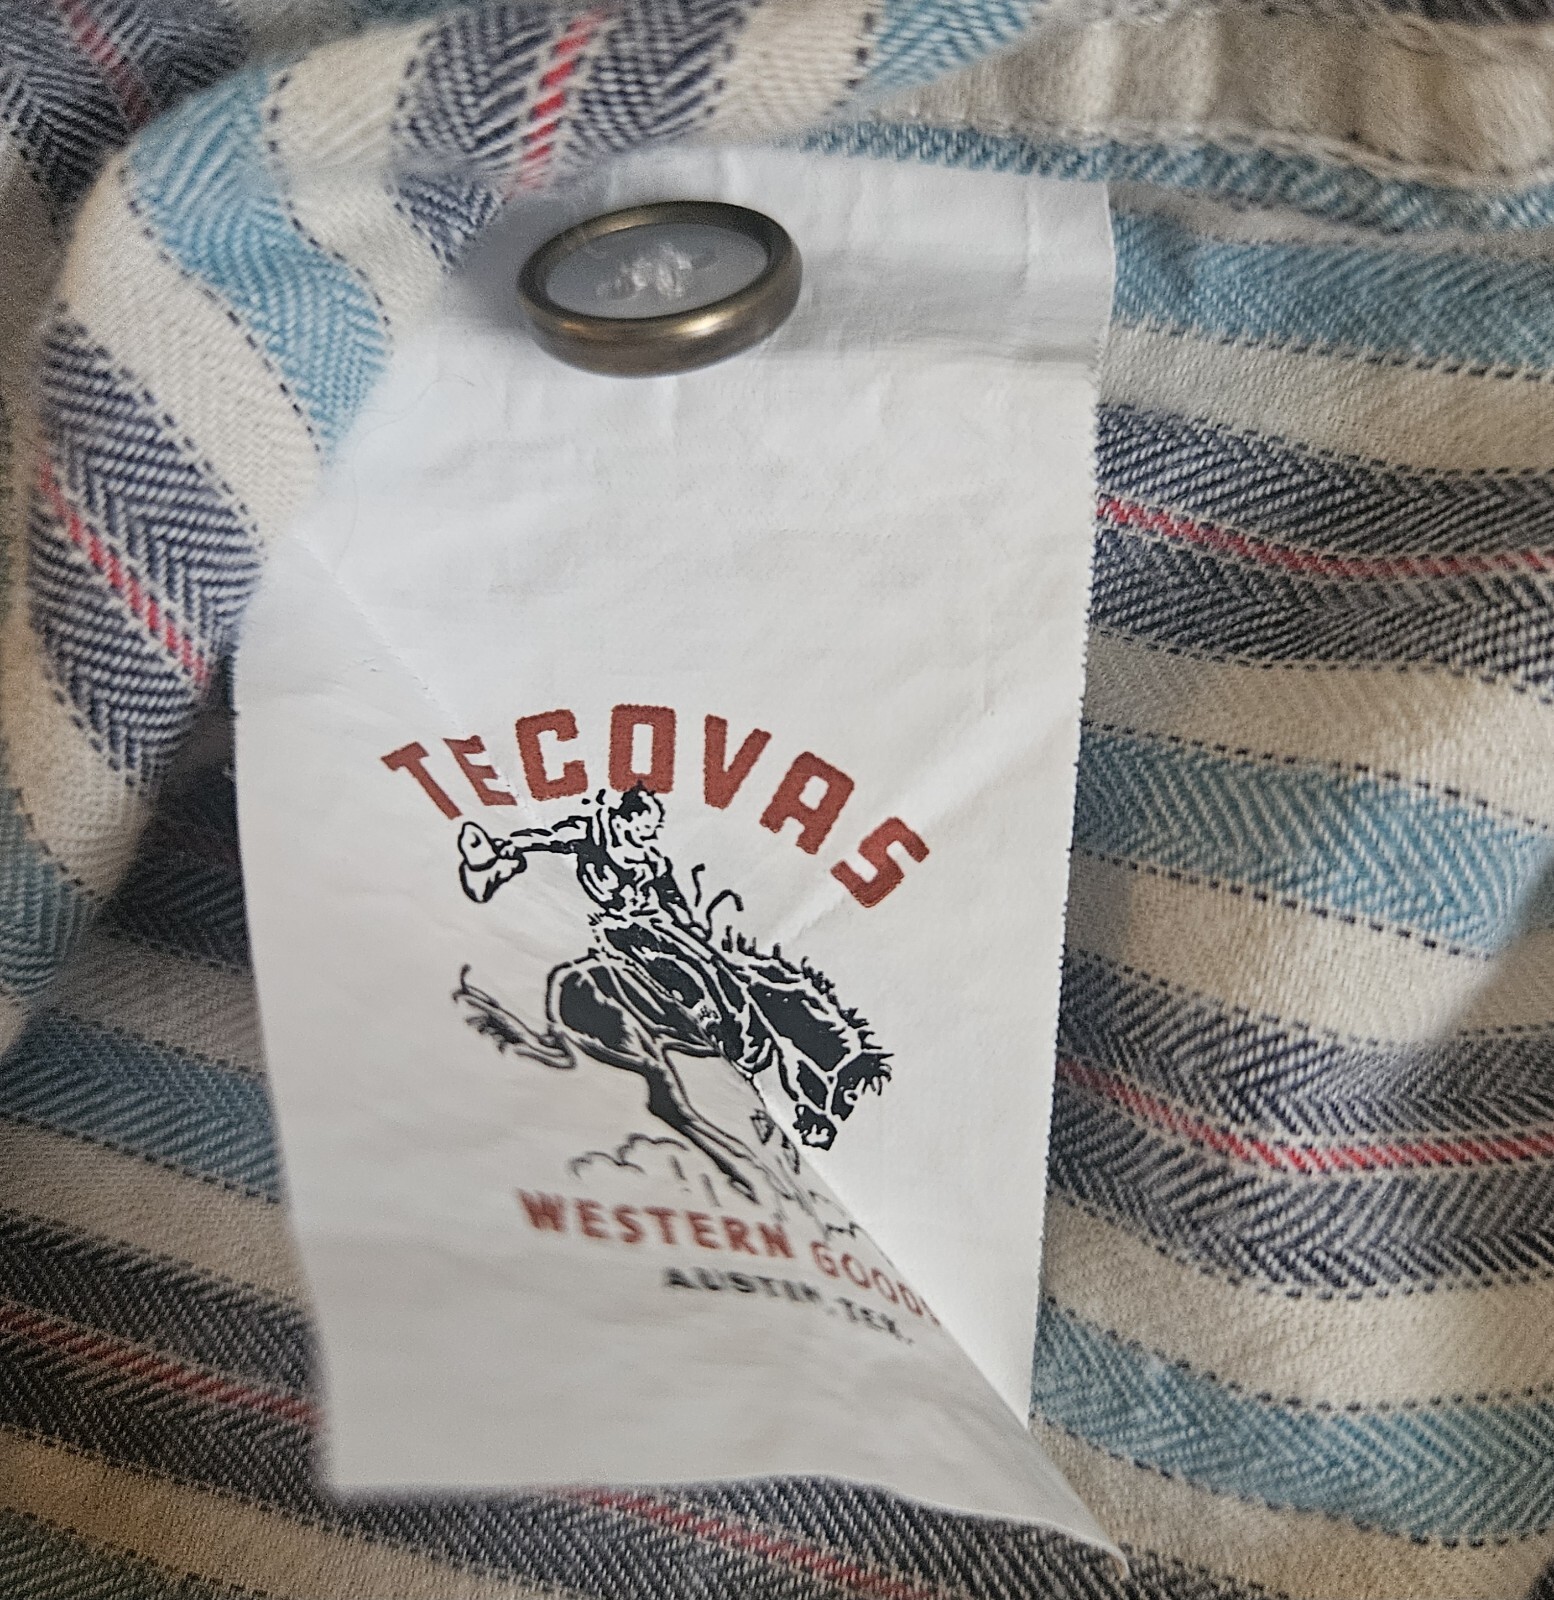 TECOVAS
WESTERN GOODS
AUSTIN, TEX.